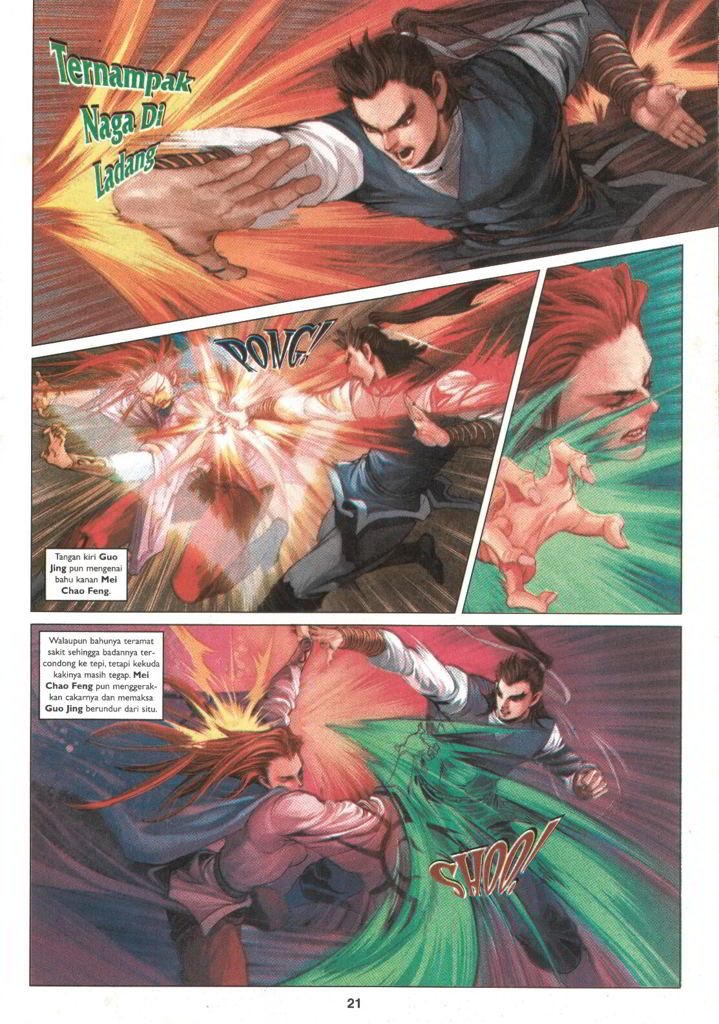 Ternampak
Naga Di
Ladang
PONG!
Tangan kiri Guo
Jing pun mengenai
bahu kanan Mei
Chao Feng.
Walaupun bahunya teramat
sakit sehingga badannya ter-
condong ke tepi, tetapi kekuda
kakinya masih tegap. Mei
Chao Feng pun menggerak-
kan cakarnya dan memaksa
Guo Jing berundur dari situ.
SHOO!
21